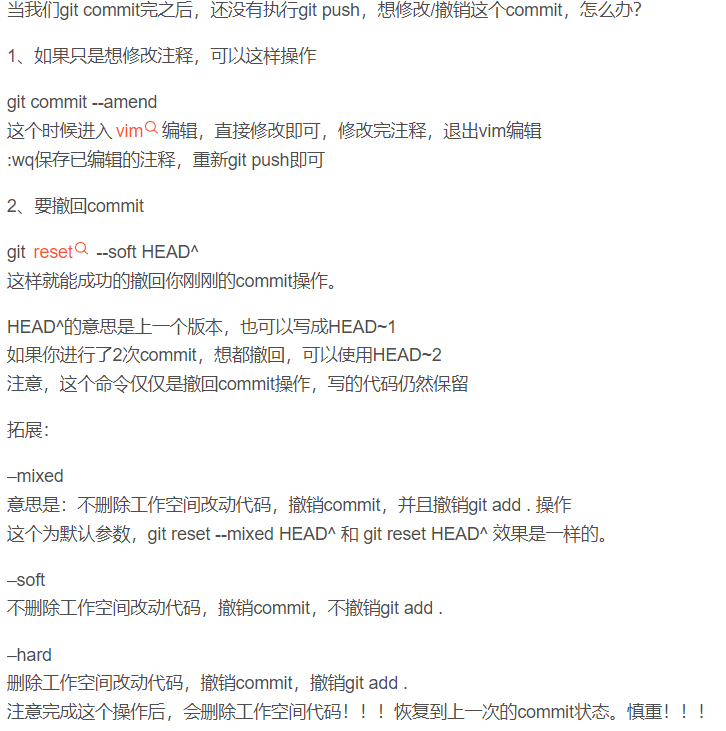 当我们git commit完之后，还没有执行git push，想修改/撤销这个commit，怎么办？
1、如果只是想修改注释，可以这样操作
git commit --amend
这个时候进入 vim 编辑，直接修改即可，修改完注释，退出vim编辑
:wq保存已编辑的注释，重新git push即可
2、要撤回commit
git reset --soft HEAD^
这样就能成功的撤回你刚刚的commit操作。
HEAD^的意思是上一个版本，也可以写成HEAD~1
如果你进行了2次commit，想都撤回，可以使用HEAD~2
注意，这个命令仅仅是撤回commit操作，写的代码仍然保留
拓展：
–mixed
意思是：不删除工作空间改动代码，撤销commit，并且撤销git add . 操作
这个为默认参数，git reset --mixed HEAD^ 和 git reset HEAD^ 效果是一样的。
–soft
不删除工作空间改动代码，撤销commit，不撤销git add .
–hard
删除工作空间改动代码，撤销commit，撤销git add .
注意完成这个操作后，会删除工作空间代码！！！恢复到上一次的commit状态。慎重！！！